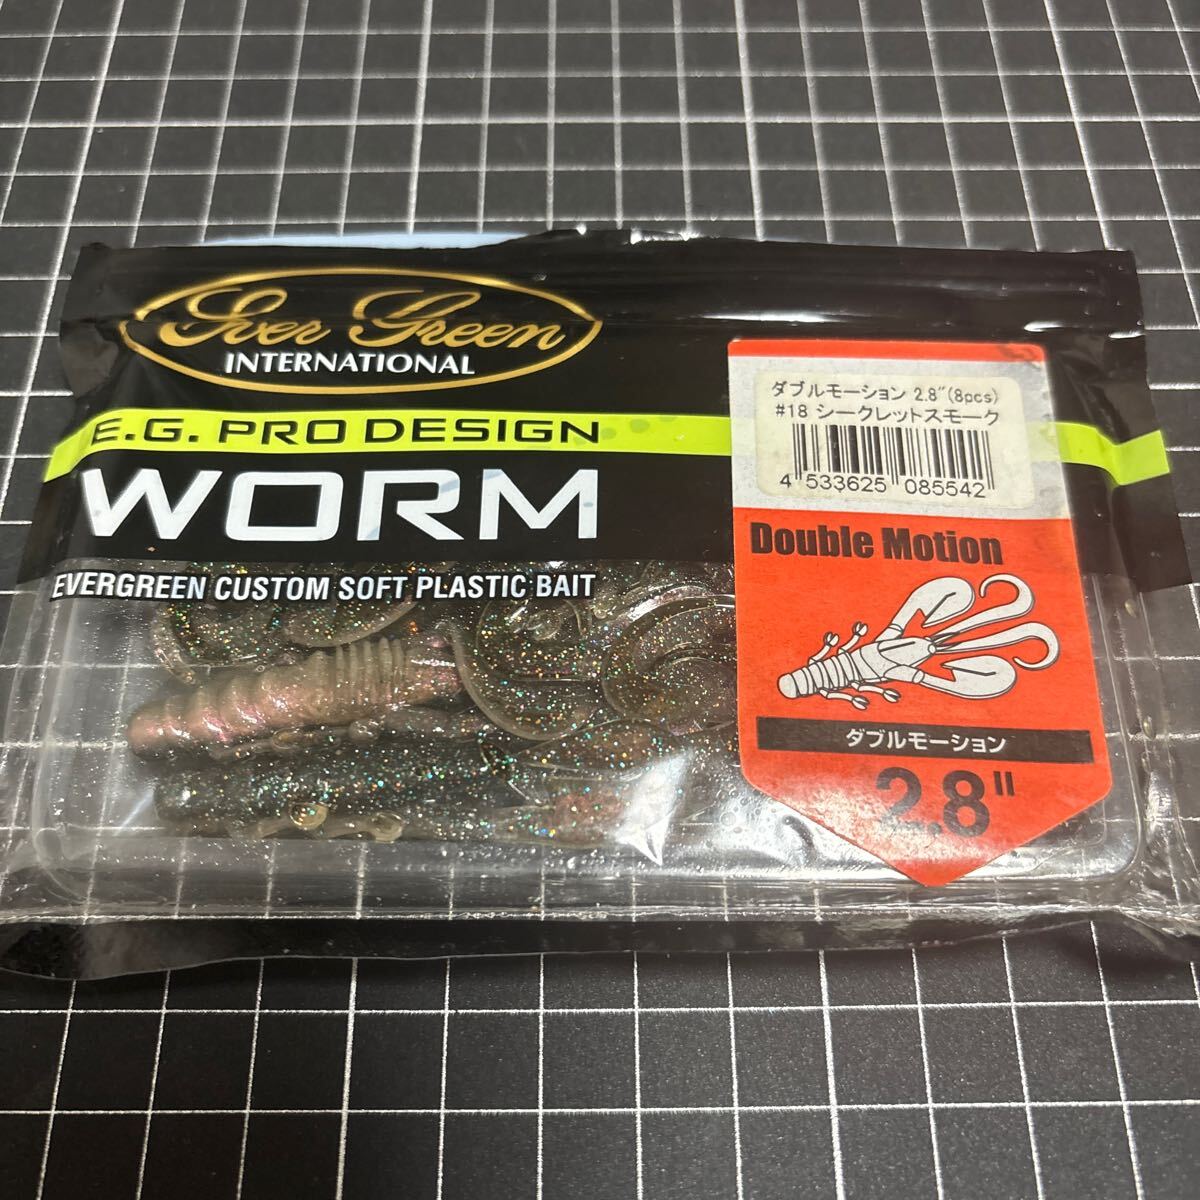 Ever Green
INTERNATIONAL
E.G. PRO DESIGN
WORM
EVERGREEN CUSTOM SOFT PLASTIC BAIT
ダブルモーション 2.8"(8pcs)
#18 シークレットスモーク
4 533625 085542
Double Motion
ダブルモーション
2.8"